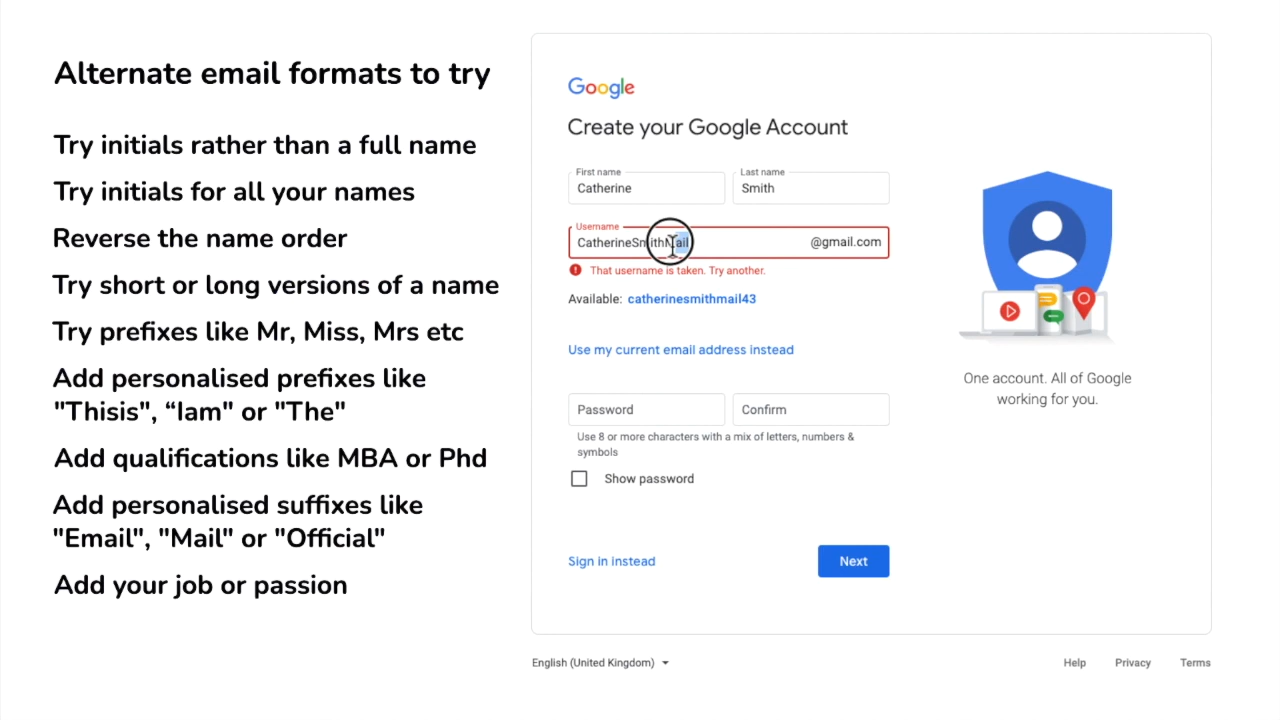 Alternate email formats to try
Try initials rather than a full name
Try initials for all your names
Reverse the name order
Try short or long versions of a name
Try prefixes like Mr, Miss, Mrs etc
Add personalised prefixes like
"Thisis", “Iam" or "The"
Add qualifications like MBA or Phd
Add personalised suffixes like
"Email", "Mail" or "Official"
Add your job or passion
Google
Create your Google Account
First name
Catherine
Last name
Smith
Username
CatherineSmithMail
@gmail.com
That username is taken. Try another.
Available: catherinesmithmail43
Use my current email address instead
Password
Confirm
Use 8 or more characters with a mix of letters, numbers &
symbols
Show password
Sign in instead
Next
One account. All of Google
working for you.
English (United Kingdom)
Help
Privacy
Terms